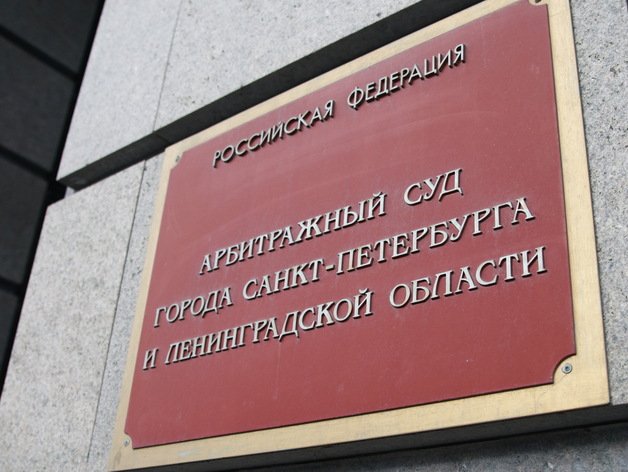 РОССИЙСКАЯ ФЕДЕРАЦИЯ
АРБИТРАЖНЫЙ СУД
ГОРОДА САНКТ-ПЕТЕРБУРГА
И ЛЕНИНГРАДСКОЙ ОБЛАСТИ